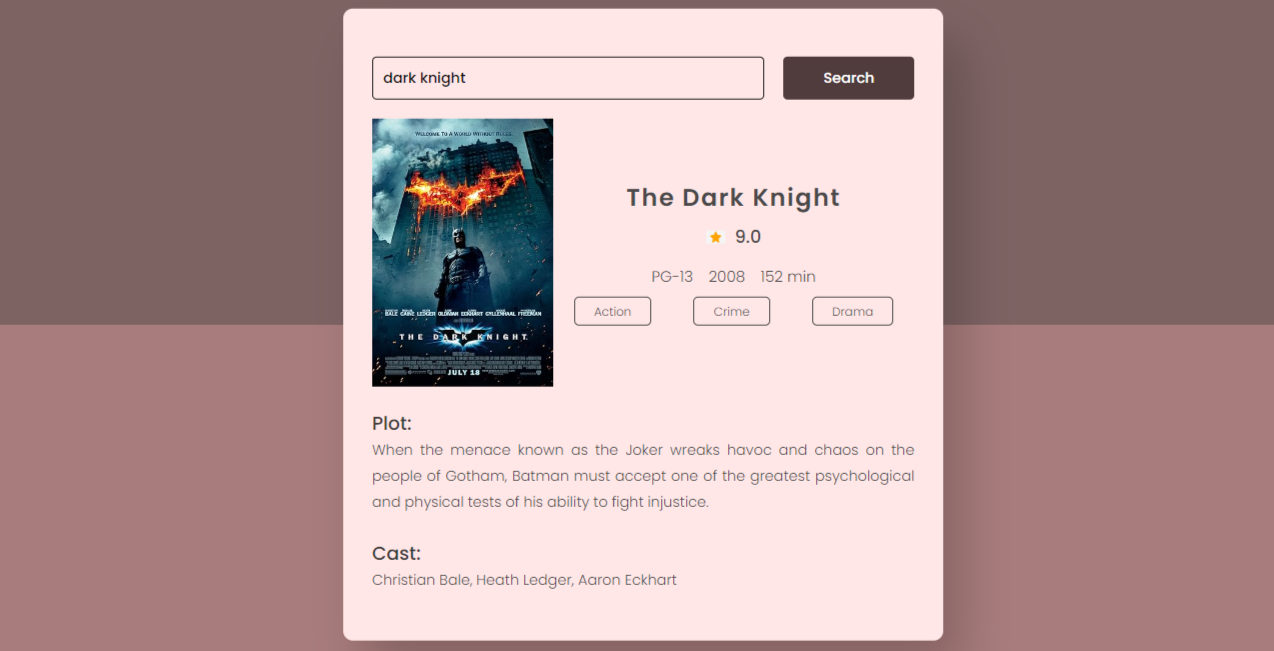 dark knight
Search
WELCOME TO A WORLD WITHOUT RULES.
BALE CAINE LEDGER OLDMAN ECKHART GYLLENHAAL FREEMAN
THE DARK KNIGHT
JULY 18
The Dark Knight
9.0
PG-13 2008 152 min
Action Crime Drama
Plot:
When the menace known as the Joker wreaks havoc and chaos on the
people of Gotham, Batman must accept one of the greatest psychological
and physical tests of his ability to fight injustice.
Cast:
Christian Bale, Heath Ledger, Aaron Eckhart